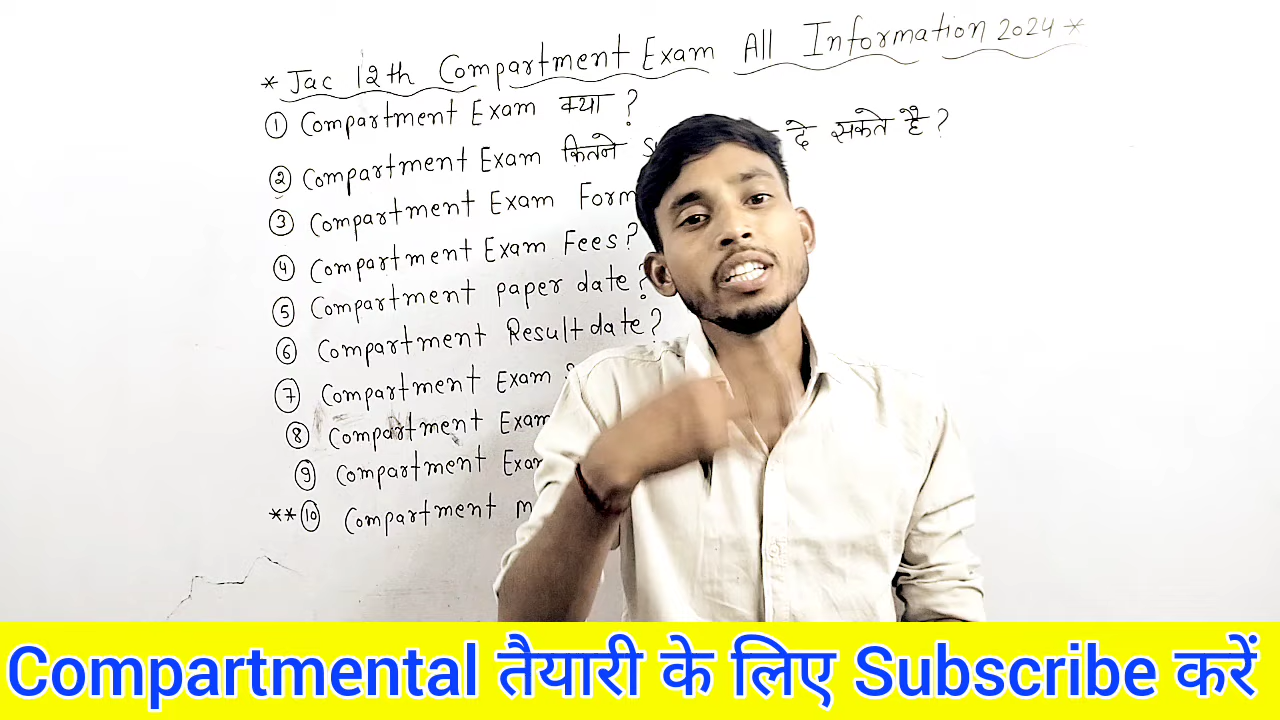 * Jac 12th Compartment Exam All Information 2024 *
① Compartment Exam क्या ?
② Compartment Exam कितने दे सकते है ?
③ Compartment Exam Form
④ Compartment Exam Fees ?
⑤ Compartment paper date ?
⑥ Compartment Result date ?
⑦ Compartment Exam
⑧ Compartment Exam
⑨ Compartment
** ⑩ Compartment
Compartmental तैयारी के लिए Subscribe करें